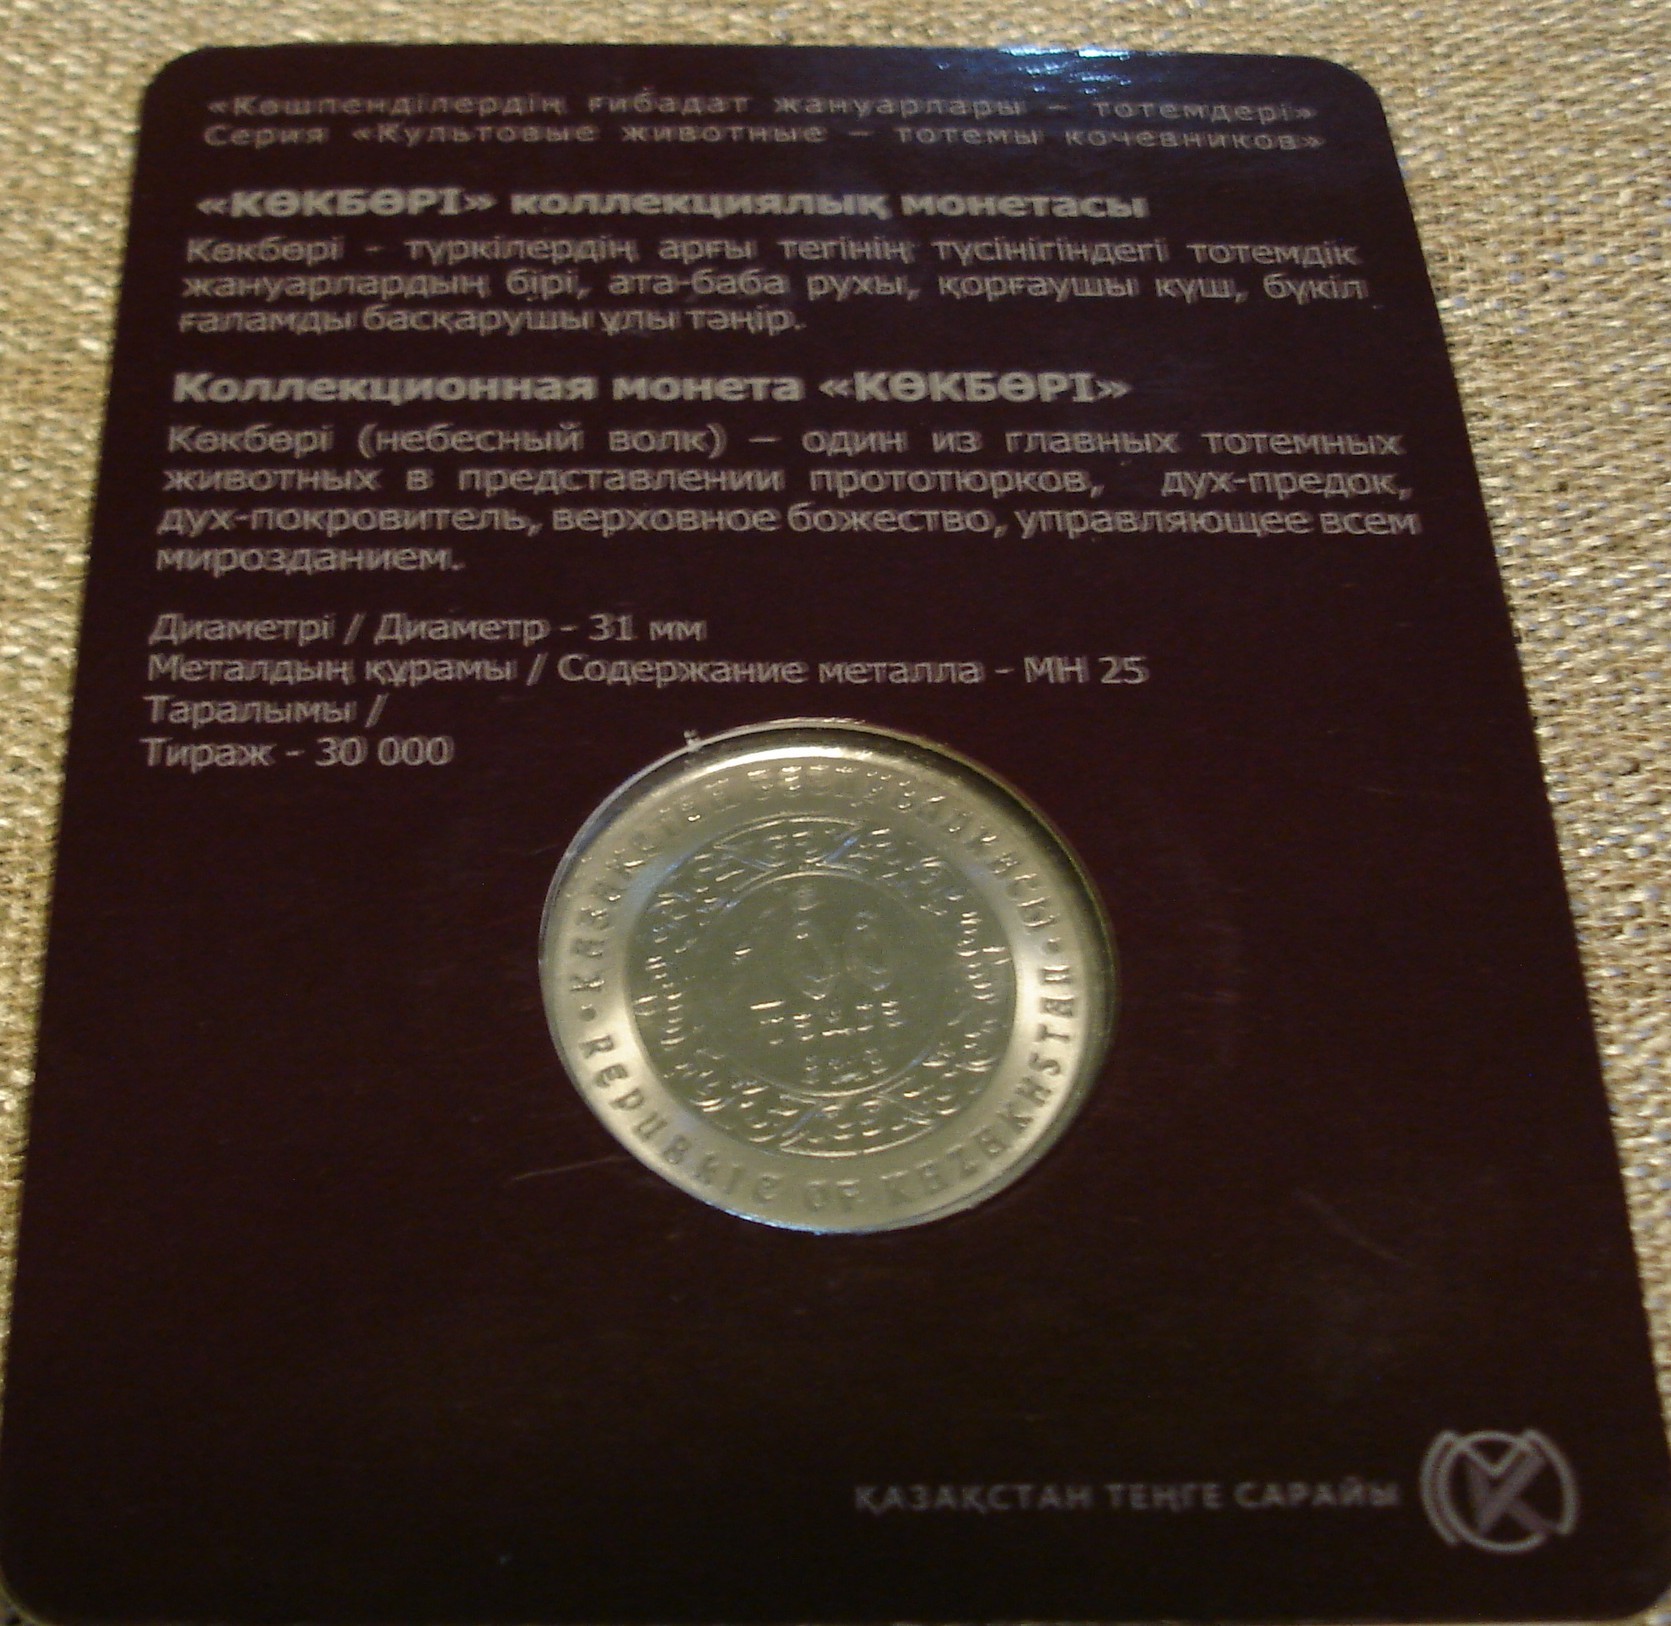 «Көшпенділердің ғибадат жануарлары – тотемдері»
Серия «Культовые животные – тотемы кочевников»
«КӨКБӨРІ» коллекциялық монетасы
Көкбөрі - түркілердің арғы тегінің түсінігіндегі тотемдік
жануарлардың бірі, ата-баба рухы, қорғаушы күш, бүкіл
ғаламды басқарушы ұлы тәңір.
Коллекционная монета «КӨКБӨРІ»
Көкбөрі (небесный волк) – один из главных тотемных
животных в представлении прототюрков, дух-предок,
дух-покровитель, верховное божество, управляющее всем
мирозданием.
Диаметрі / Диаметр - 31 мм
Металдың құрамы / Содержание металла - МН 25
Таралымы /
Тираж - 30 000
ҚАЗАҚСТАН РЕСПУБЛИКАСЫ
REPUBLIC OF KAZAKHSTAN
ҚАЗАҚСТАН ТЕҢГЕ САРАЙЫ